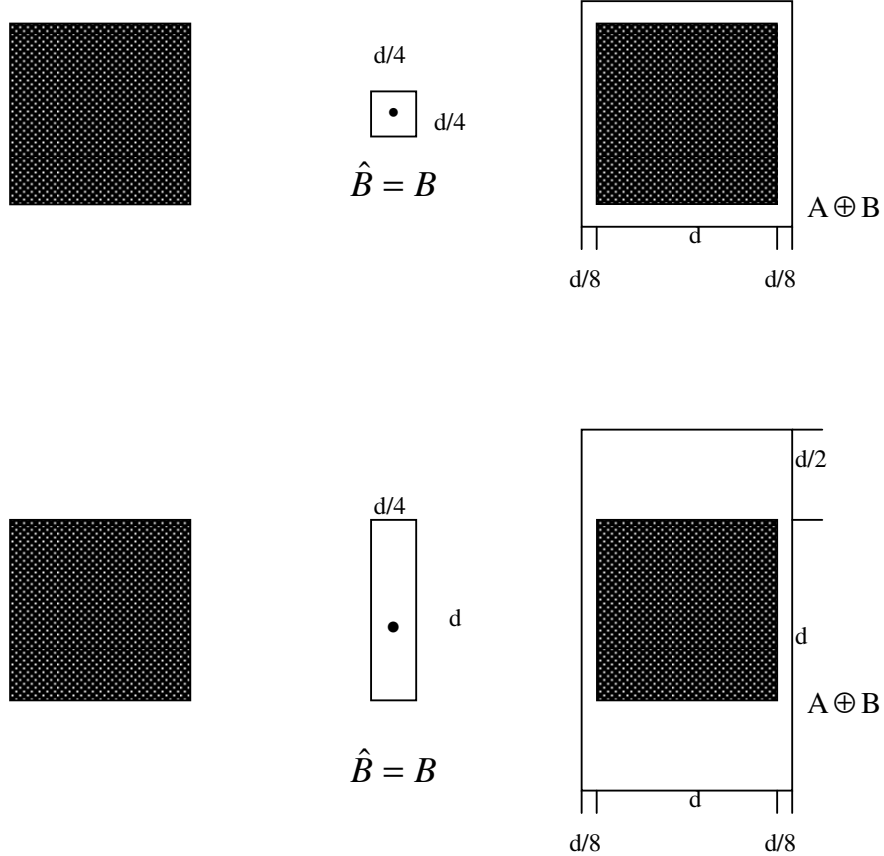 d/4
d/4
B̂ = B
A ⊕ B
d
d/8 d/8
d/2
d/4
d
d
A ⊕ B
B̂ = B
d
d/8 d/8